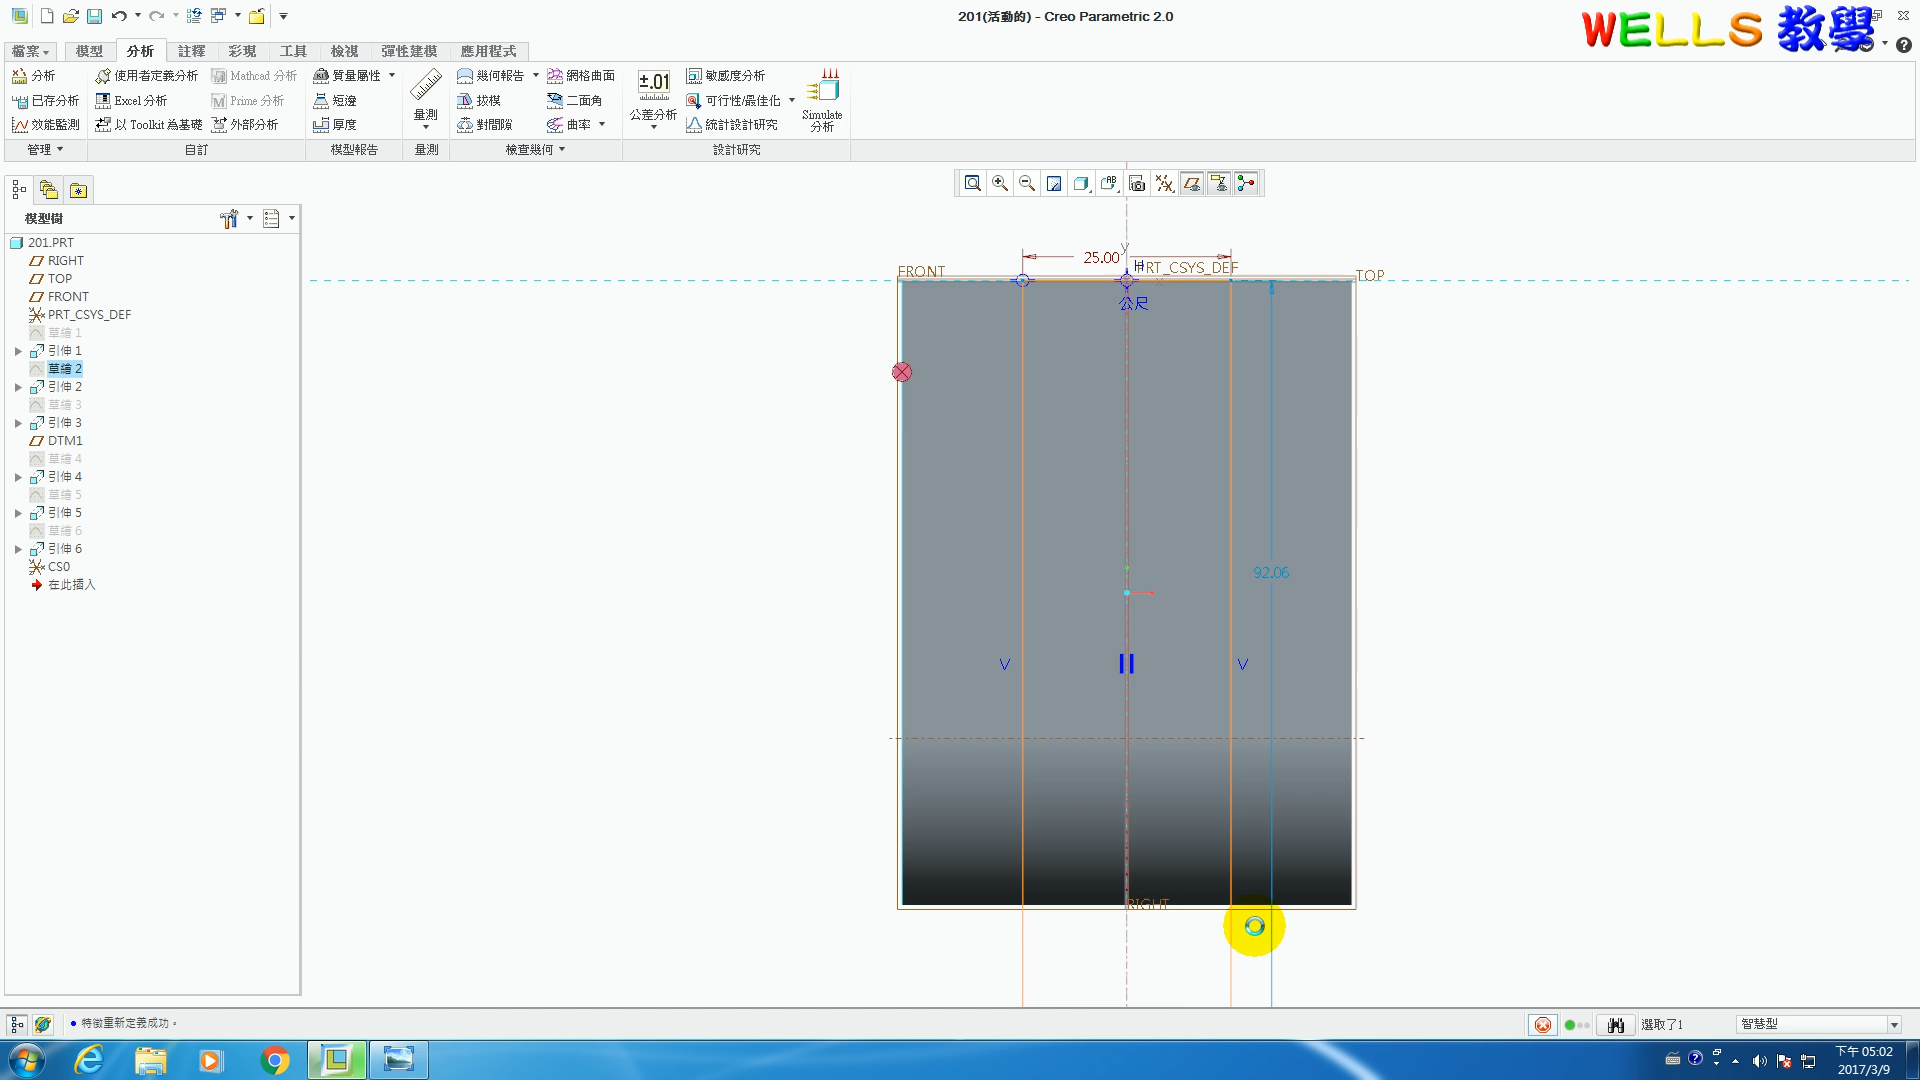 201(活動的) - Creo Parametric 2.0
WELLS 教學
檔案 模型 分析 註釋 彩現 工具 檢視 彈性建模 應用程式
分析 使用者定義分析 Mathcad 分析 質量屬性 幾何報告 網格曲面 敏感度分析
已存分析 Excel 分析 Prime 分析 短邊 量測 拔模 二面角 公差分析 可行性/最佳化 Simulate 分析
效能監測 以 Toolkit 為基礎 外部分析 厚度 對間隙 曲率 統計設計研究
管理 自訂 模型報告 量測 檢查幾何 設計研究
模型樹
201.PRT
RIGHT
TOP
FRONT
PRT_CSYS_DEF
草繪 1
引伸 1
草繪 2
引伸 2
草繪 3
引伸 3
DTM1
草繪 4
引伸 4
草繪 5
引伸 5
草繪 6
引伸 6
CS0
在此插入
25.00
y
H
FRONT
PRT_CSYS_DEF
TOP
公尺
92.06
V
V
RIGHT
特徵重新定義成功。
選取了1
智慧型
下午 05:02
2017/3/9